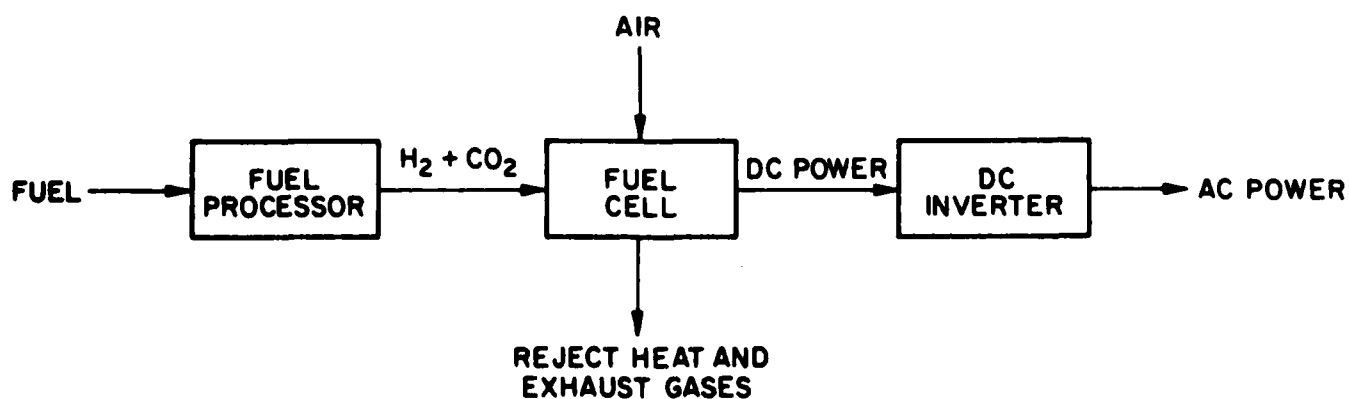 AIR
FUEL
FUEL
PROCESSOR
H₂ + CO₂
FUEL
CELL
DC POWER
DC
INVERTER
AC POWER
REJECT HEAT AND
EXHAUST GASES